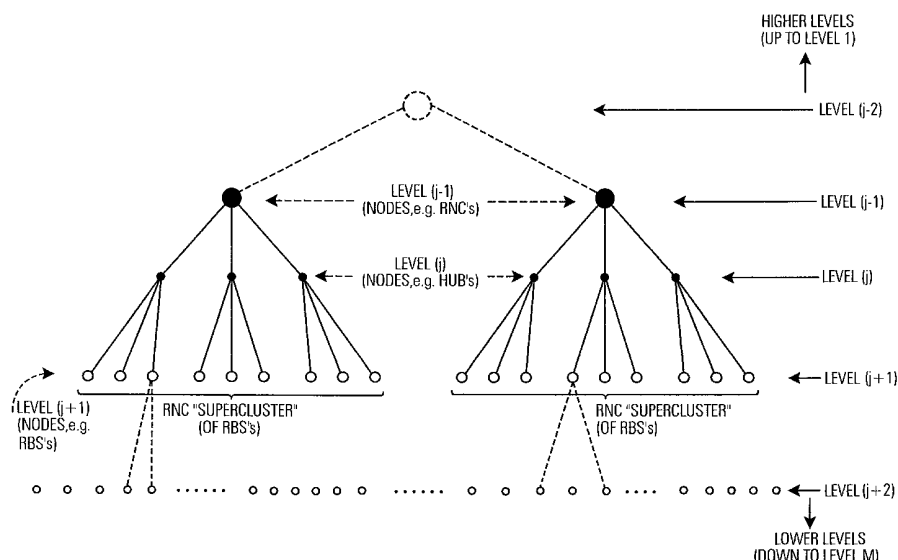 HIGHER LEVELS
(UP TO LEVEL 1)
LEVEL (j-2)
LEVEL (j-1)
(NODES,e.g. RNC's)
LEVEL (j-1)
LEVEL (j)
(NODES,e.g. HUB's)
LEVEL (j)
LEVEL (j+1)
LEVEL (j+1)
(NODES,e.g.
RBS's)
RNC "SUPERCLUSTER"
(OF RBS's)
RNC "SUPERCLUSTER"
(OF RBS's)
LEVEL (j+2)
LOWER LEVELS
(DOWN TO LEVEL M)